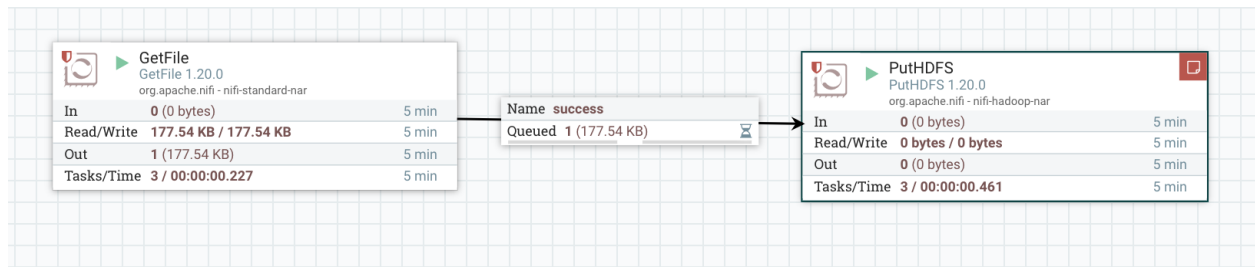 GetFile
GetFile 1.20.0
org.apache.nifi - nifi-standard-nar
In 0 (0 bytes) 5 min
Read/Write 177.54 KB / 177.54 KB 5 min
Out 1 (177.54 KB) 5 min
Tasks/Time 3 / 00:00:00.227 5 min
Name success
Queued 1 (177.54 KB)
PutHDFS
PutHDFS 1.20.0
org.apache.nifi - nifi-hadoop-nar
In 0 (0 bytes) 5 min
Read/Write 0 bytes / 0 bytes 5 min
Out 0 (0 bytes) 5 min
Tasks/Time 3 / 00:00:00.461 5 min